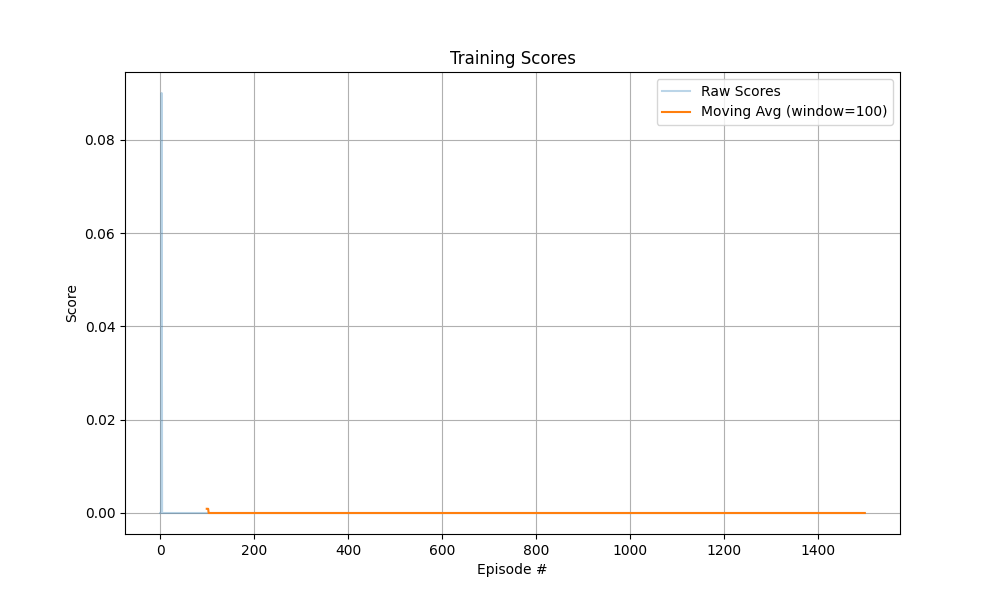 Training Scores
Raw Scores
Moving Avg (window=100)
0.08
0.06
0.04
0.02
0.00
Score
0 200 400 600 800 1000 1200 1400
Episode #